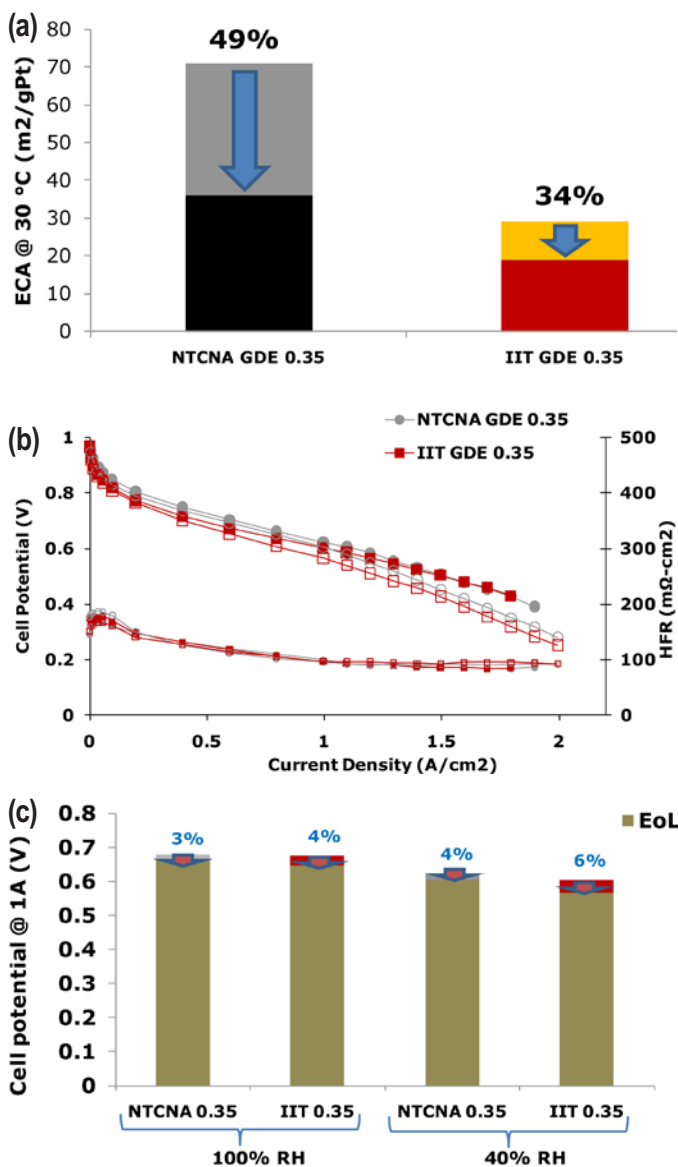 (a)
49%
34%
ECA @ 30 °C (m2/gPt)
80
70
60
50
40
30
20
10
0
NTCNA GDE 0.35
IIT GDE 0.35
(b)
NTCNA GDE 0.35
IIT GDE 0.35
Cell Potential (V)
1
0.8
0.6
0.4
0.2
0
500
400
300
200
100
0
HFR (mΩ-cm2)
0
0.5
1
1.5
2
Current Density (A/cm2)
(c)
EoL
Cell potential @ 1A (V)
0.8
0.7
0.6
0.5
0.4
0.3
0.2
0.1
0
3%
4%
4%
6%
NTCNA 0.35
IIT 0.35
NTCNA 0.35
IIT 0.35
100% RH
40% RH